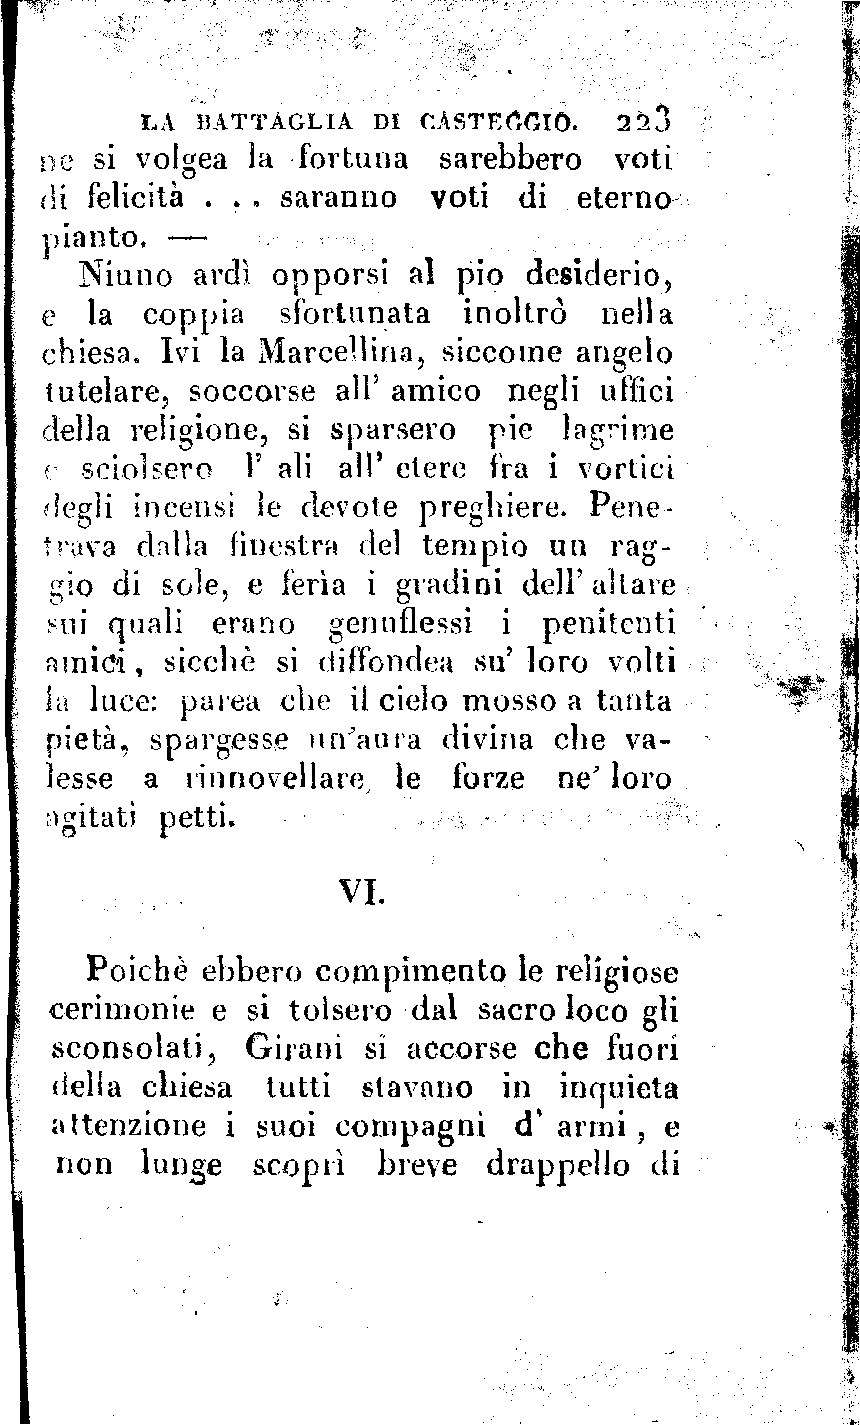 LA BATTAGLIA DI CASTEGGIO. 223
ne si volgea la fortuna sarebbero voti
di felicità . . . saranno voti di eterno
pianto. —
Niuno ardì opporsi al pio desiderio,
e la coppia sfortunata inoltrò nella
chiesa. Ivi la Marcellina, siccome angelo
tutelare, soccorse all' amico negli uffici
della religione, si sparsero pie lagrime
e sciolsero l' ali all' etere fra i vortici
degli incensi le devote preghiere. Pene-
trava dalla finestra del tempio un rag-
gio di sole, e ferìa i gradini dell' altare
sui quali erano genuflessi i penitenti
amici, sicchè si diffondea su' loro volti
la luce: parea che il cielo mosso a tanta
pietà, spargesse un'aura divina che va-
lesse a rinnovellare le forze ne' loro
agitati petti.
VI.
Poichè ebbero compimento le religiose
cerimonie e si tolsero dal sacro loco gli
sconsolati, Girani si accorse che fuori
della chiesa tutti stavano in inquieta
attenzione i suoi compagni d' armi, e
non lunge scoprì breve drappello di